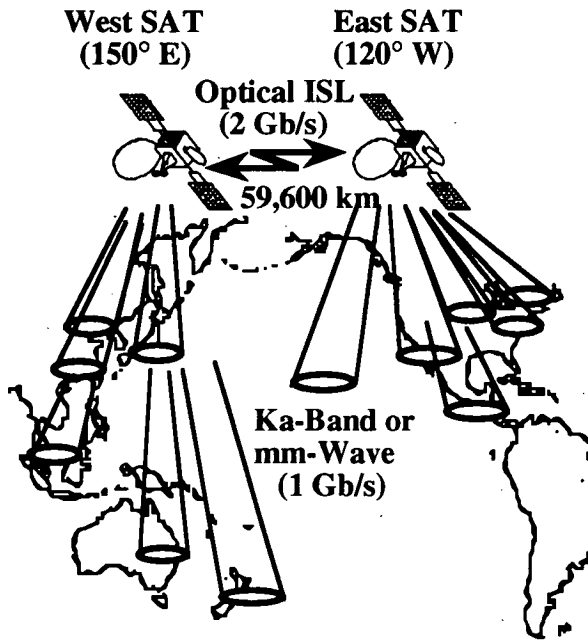 West SAT
(150° E)
East SAT
(120° W)
Optical ISL
(2 Gb/s)
59,600 km
Ka-Band or
mm-Wave
(1 Gb/s)